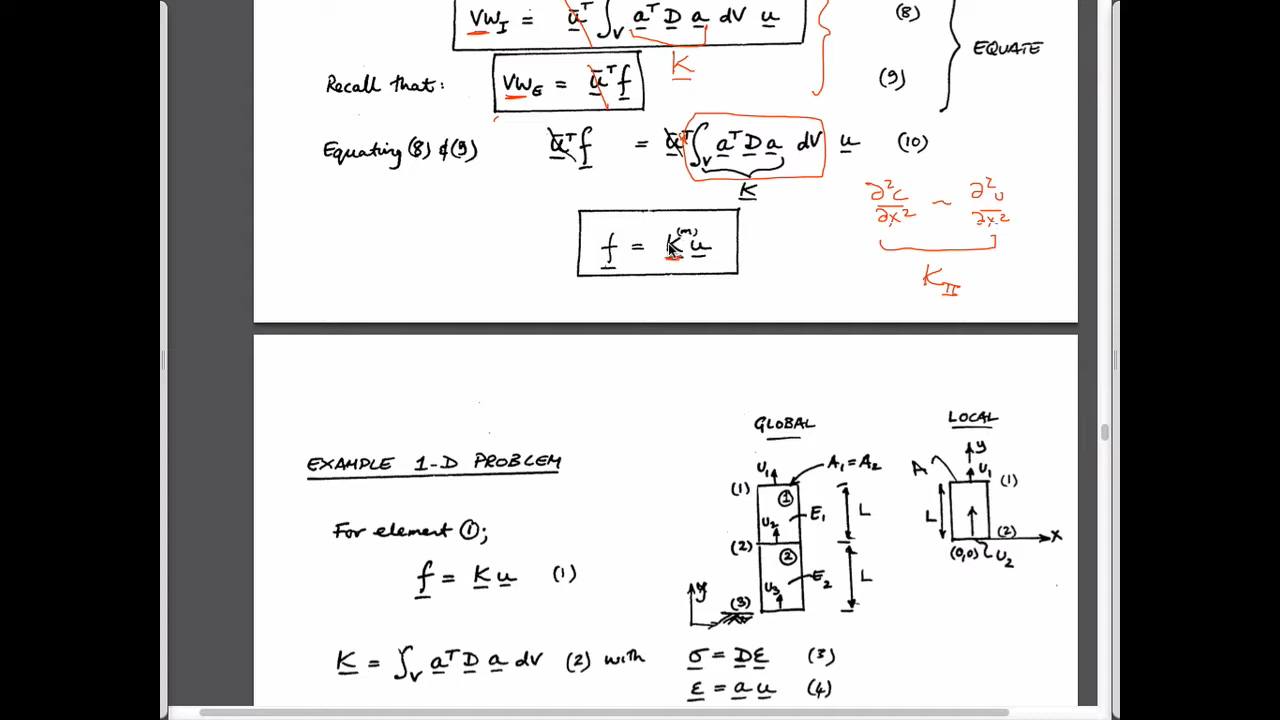 VW_I = ū^T ∫_V a^T D a dV u (8)
K
EQUATE
Recall that: VW_E = ū^T f (9)
Equating (8) & (9) ū^T f = ū^T ∫_V a^T D a dV u (10)
K
∂²c/∂x² ~ ∂²u/∂x²
K_II
f = K^(m) u
GLOBAL
LOCAL
EXAMPLE 1-D PROBLEM
U₁ A₁ = A₂
(1) ① E₁ L
U₂
(2) ② E₂ L
U₃
(3)
y
y
A U₁ (1)
L
(2) x
(0,0) U₂
For element ①;
f = K u (1)
K = ∫_V a^T D a dV (2) with σ = D ε (3)
ε = a u (4)